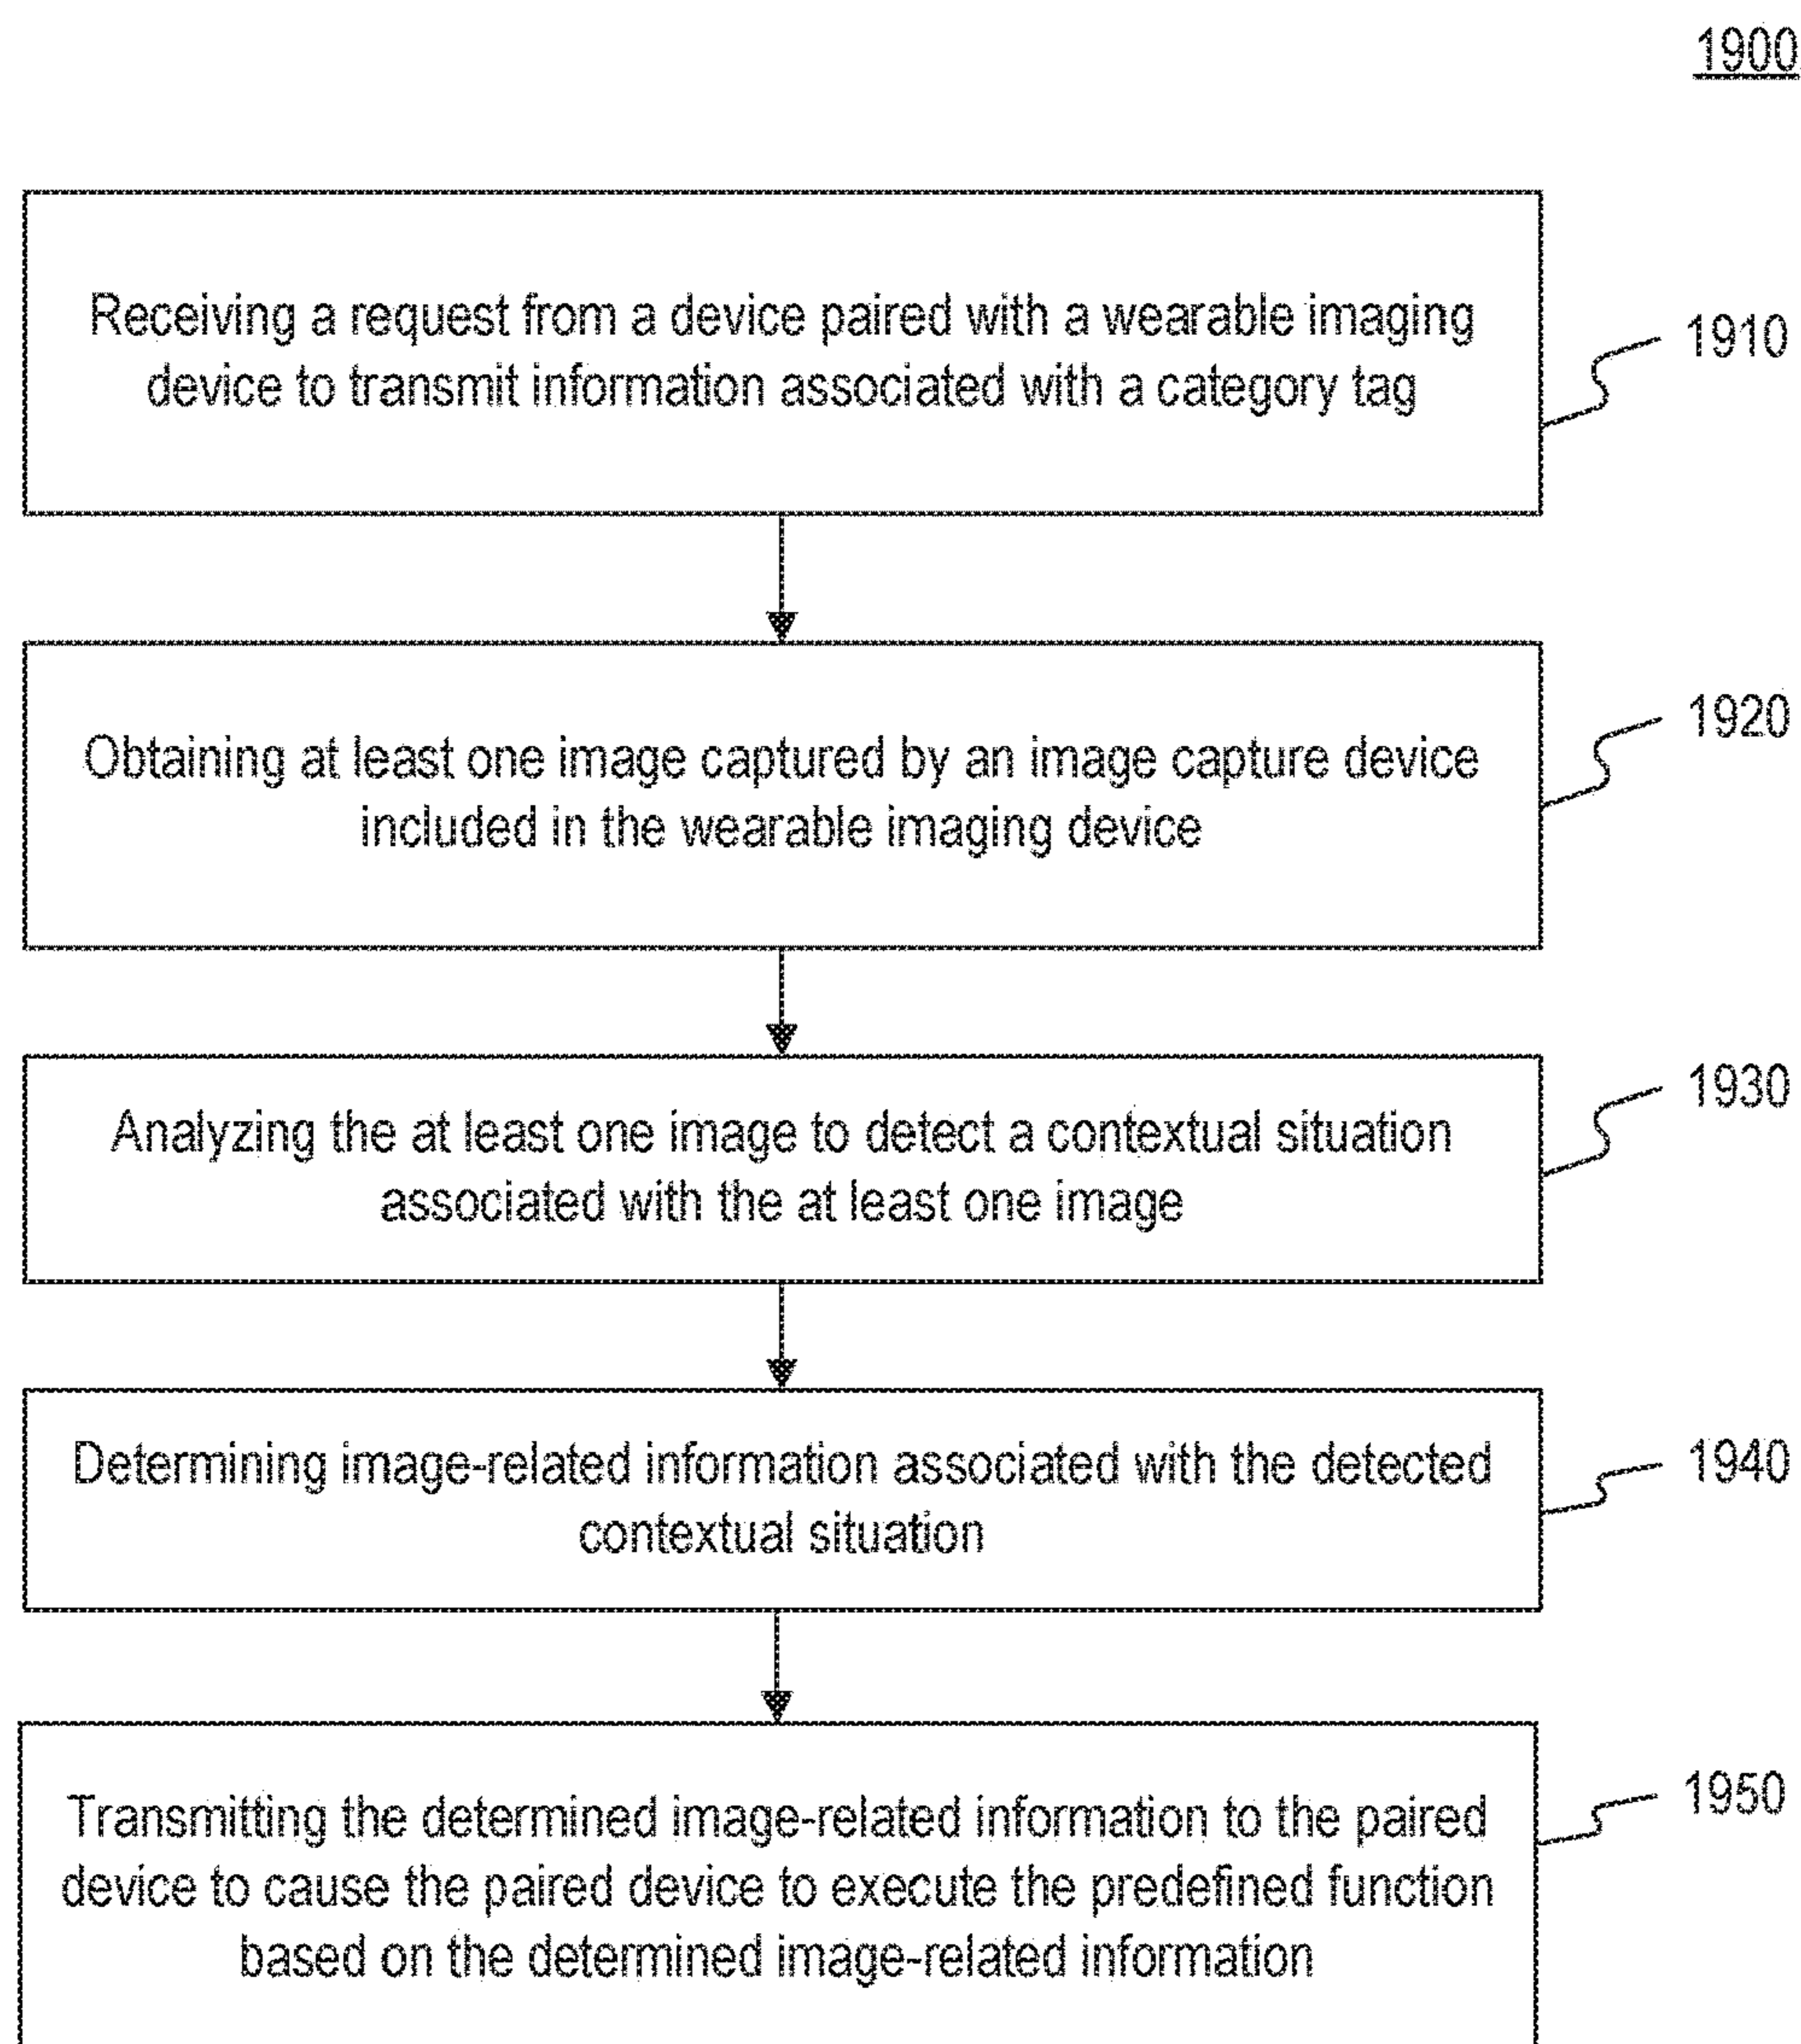 1900
Receiving a request from a device paired with a wearable imaging
device to transmit information associated with a category tag
1910
Obtaining at least one image captured by an image capture device
included in the wearable imaging device
1920
Analyzing the at least one image to detect a contextual situation
associated with the at least one image
1930
Determining image-related information associated with the detected
contextual situation
1940
Transmitting the determined image-related information to the paired
device to cause the paired device to execute the predefined function
based on the determined image-related information
1950